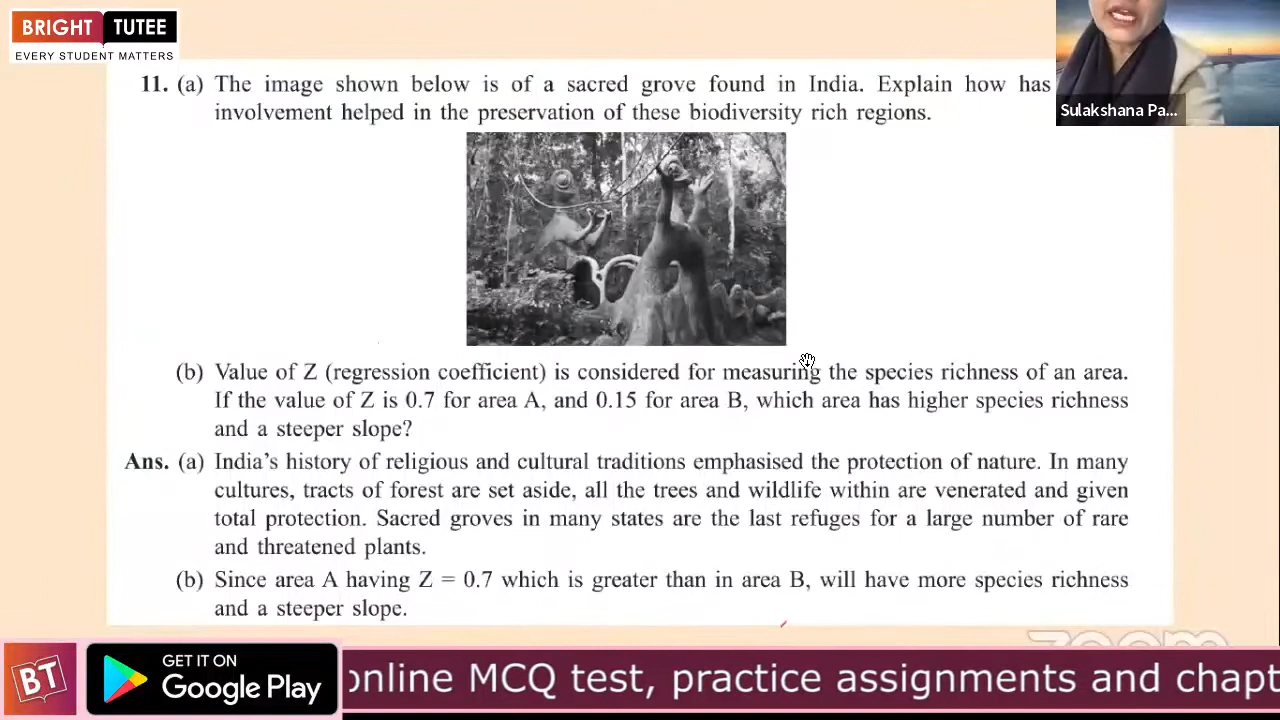 BRIGHT TUTEE
EVERY STUDENT MATTERS
Sulakshana Pa...
11. (a) The image shown below is of a sacred grove found in India. Explain how has
involvement helped in the preservation of these biodiversity rich regions.
(b) Value of Z (regression coefficient) is considered for measuring the species richness of an area.
If the value of Z is 0.7 for area A, and 0.15 for area B, which area has higher species richness
and a steeper slope?
Ans. (a) India's history of religious and cultural traditions emphasised the protection of nature. In many
cultures, tracts of forest are set aside, all the trees and wildlife within are venerated and given
total protection. Sacred groves in many states are the last refuges for a large number of rare
and threatened plants.
(b) Since area A having Z = 0.7 which is greater than in area B, will have more species richness
and a steeper slope.
zoom
BT
GET IT ON
Google Play
online MCQ test, practice assignments and chapt